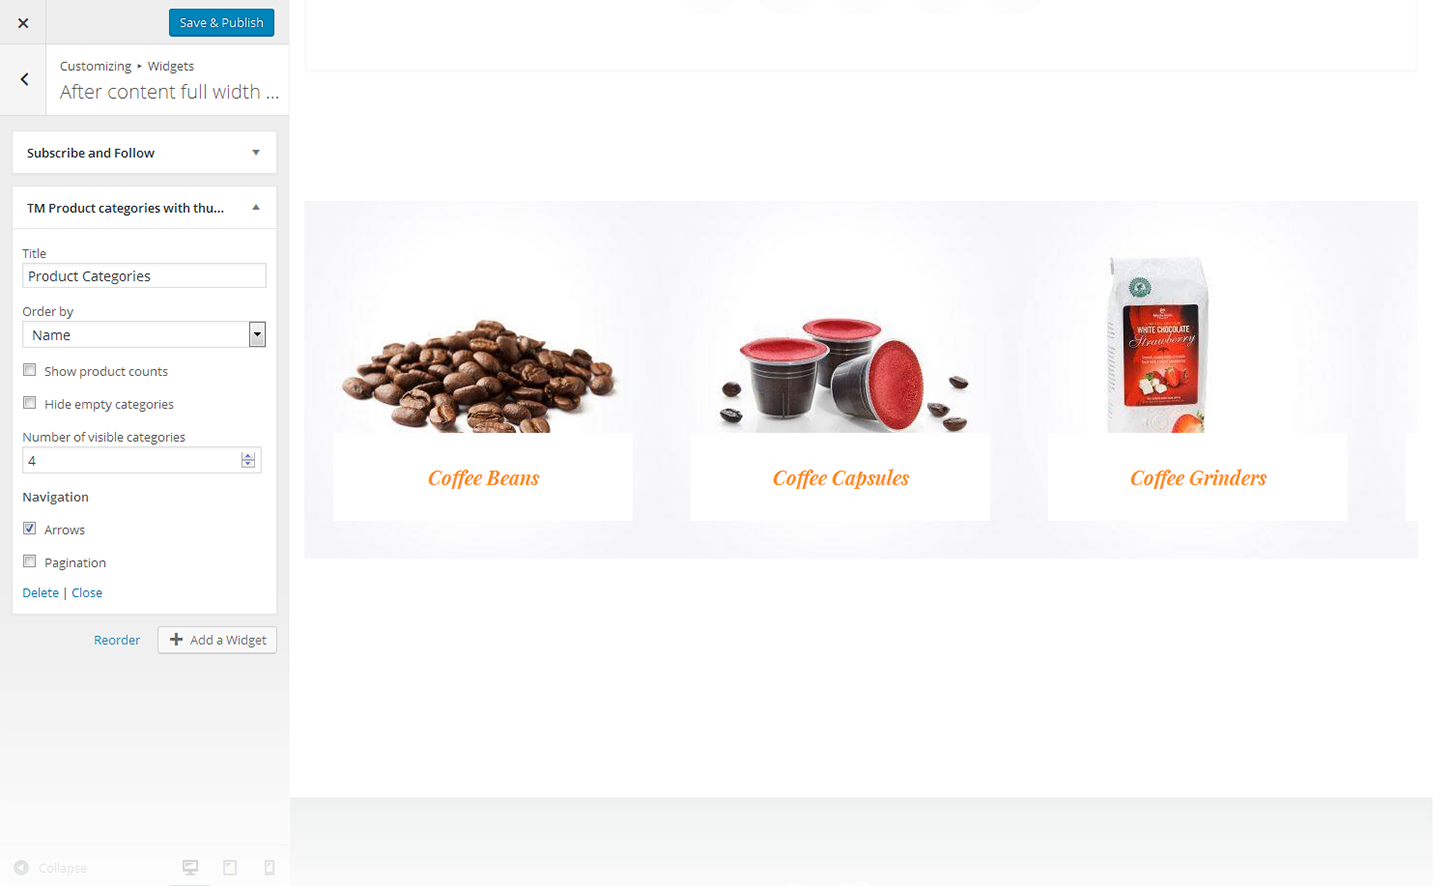 Save & Publish
Customizing ▸ Widgets
After content full width ...
Subscribe and Follow
TM Product categories with thu...
Title
Product Categories
Order by
Name
Show product counts
Hide empty categories
Number of visible categories
4
Navigation
Arrows
Pagination
Delete | Close
Reorder
Add a Widget
Collapse
WHITE CHOCOLATE
Strawberry
Coffee Beans
Coffee Capsules
Coffee Grinders